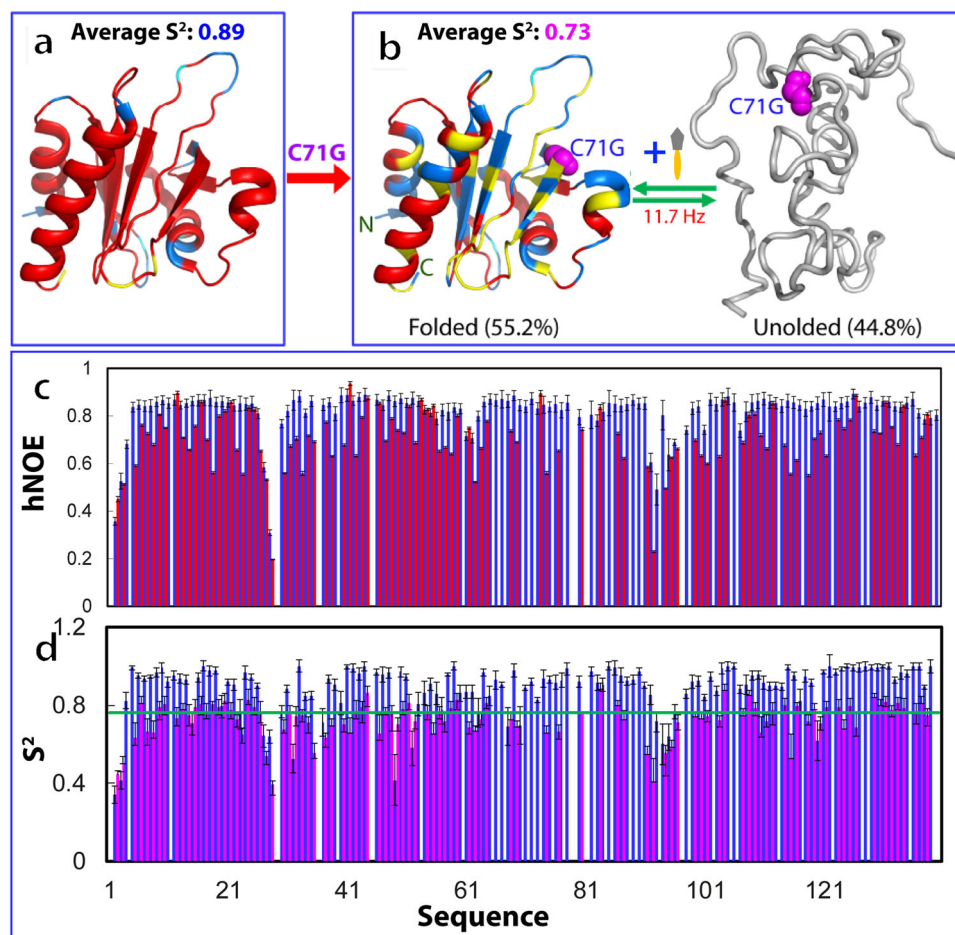 a
Average S²: 0.89
C71G
b
Average S²: 0.73
C71G
N
C
Folded (55.2%)
+
11.7 Hz
C71G
Unolded (44.8%)
c
hNOE
1
0.8
0.6
0.4
0.2
0
d
S²
1.2
0.8
0.4
0
1 21 41 61 81 101 121
Sequence